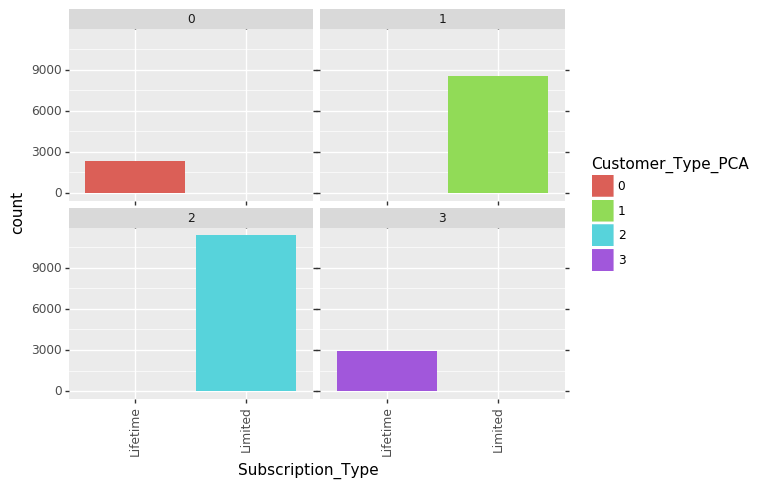 0
1
9000
6000
3000
0
2
3
9000
6000
3000
0
Lifetime
Limited
Lifetime
Limited
Subscription_Type
count
Customer_Type_PCA
0
1
2
3